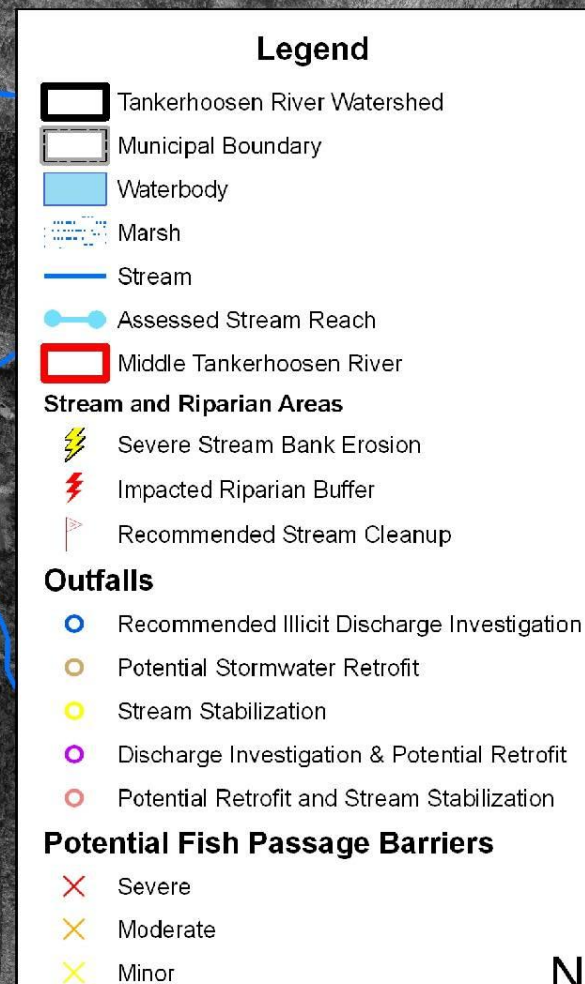 Legend
Tankerhoosen River Watershed
Municipal Boundary
Waterbody
Marsh
Stream
Assessed Stream Reach
Middle Tankerhoosen River
Stream and Riparian Areas
Severe Stream Bank Erosion
Impacted Riparian Buffer
Recommended Stream Cleanup
Outfalls
Recommended Illicit Discharge Investigation
Potential Stormwater Retrofit
Stream Stabilization
Discharge Investigation & Potential Retrofit
Potential Retrofit and Stream Stabilization
Potential Fish Passage Barriers
Severe
Moderate
Minor
N